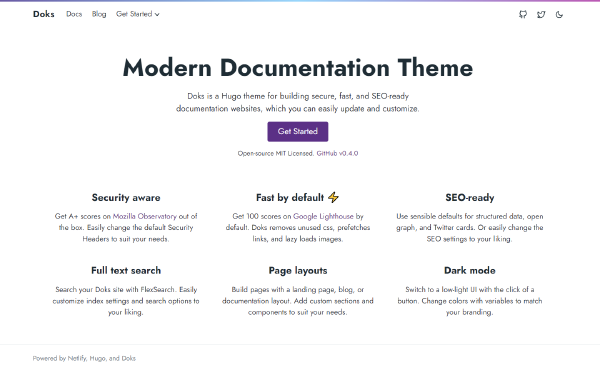 Doks Docs Blog Get Started
Modern Documentation Theme
Doks is a Hugo theme for building secure, fast, and SEO-ready
documentation websites, which you can easily update and customize.
Get Started
Open-source MIT Licensed. GitHub v0.4.0
Security aware
Get A+ scores on Mozilla Observatory out of
the box. Easily change the default Security
Headers to suit your needs.
Fast by default ⚡
Get 100 scores on Google Lighthouse by
default. Doks removes unused css, prefetches
links, and lazy loads images.
SEO-ready
Use sensible defaults for structured data, open
graph, and Twitter cards. Or easily change the
SEO settings to your liking.
Full text search
Search your Doks site with FlexSearch. Easily
customize index settings and search options to
your liking.
Page layouts
Build pages with a landing page, blog, or
documentation layout. Add custom sections and
components to suit your needs.
Dark mode
Switch to a low-light UI with the click of a
button. Change colors with variables to match
your branding.
Powered by Netlify, Hugo, and Doks